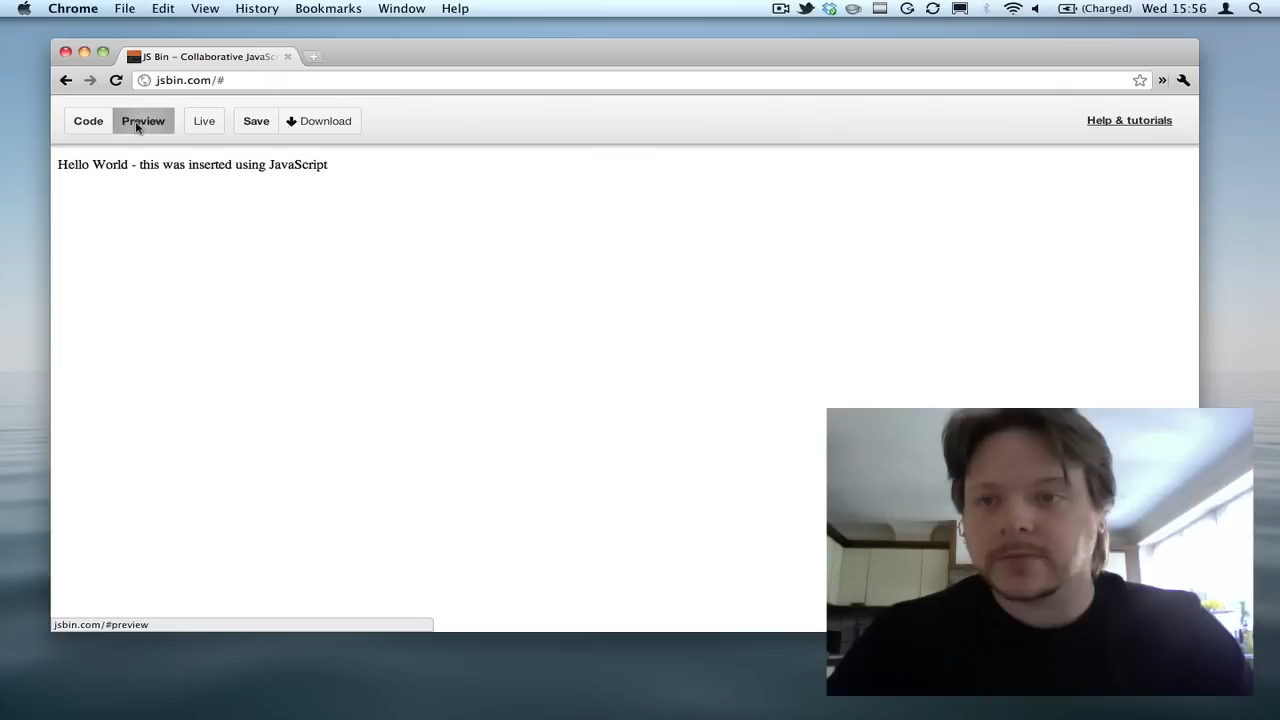 Chrome File Edit View History Bookmarks Window Help (Charged) Wed 15:56
JS Bin – Collaborative JavaSc
jsbin.com/#
Code Preview Live Save Download Help & tutorials
Hello World - this was inserted using JavaScript
jsbin.com/#preview